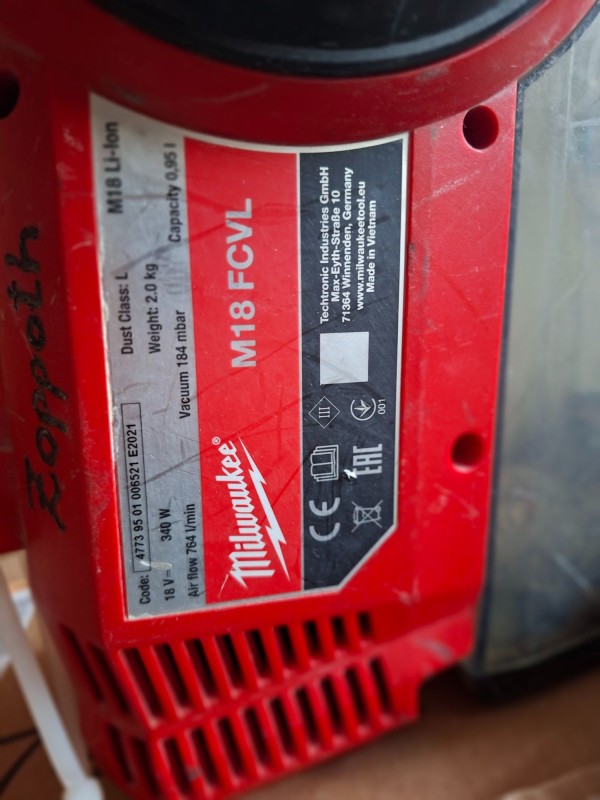 Zoppoth
Code: 4773 95 01 006521 E2021
Dust Class: L
M18 Li-Ion
18 V⎓ 340 W
Weight: 2.0 kg
Air flow 764 l/min
Vacuum 184 mbar
Capacity 0,95 l
Milwaukee®
M18 FCVL
CE
EAC
III
001
Techtronic Industries GmbH
Max-Eyth-Straße 10
71364 Winnenden, Germany
www.milwaukeetool.eu
Made in Vietnam